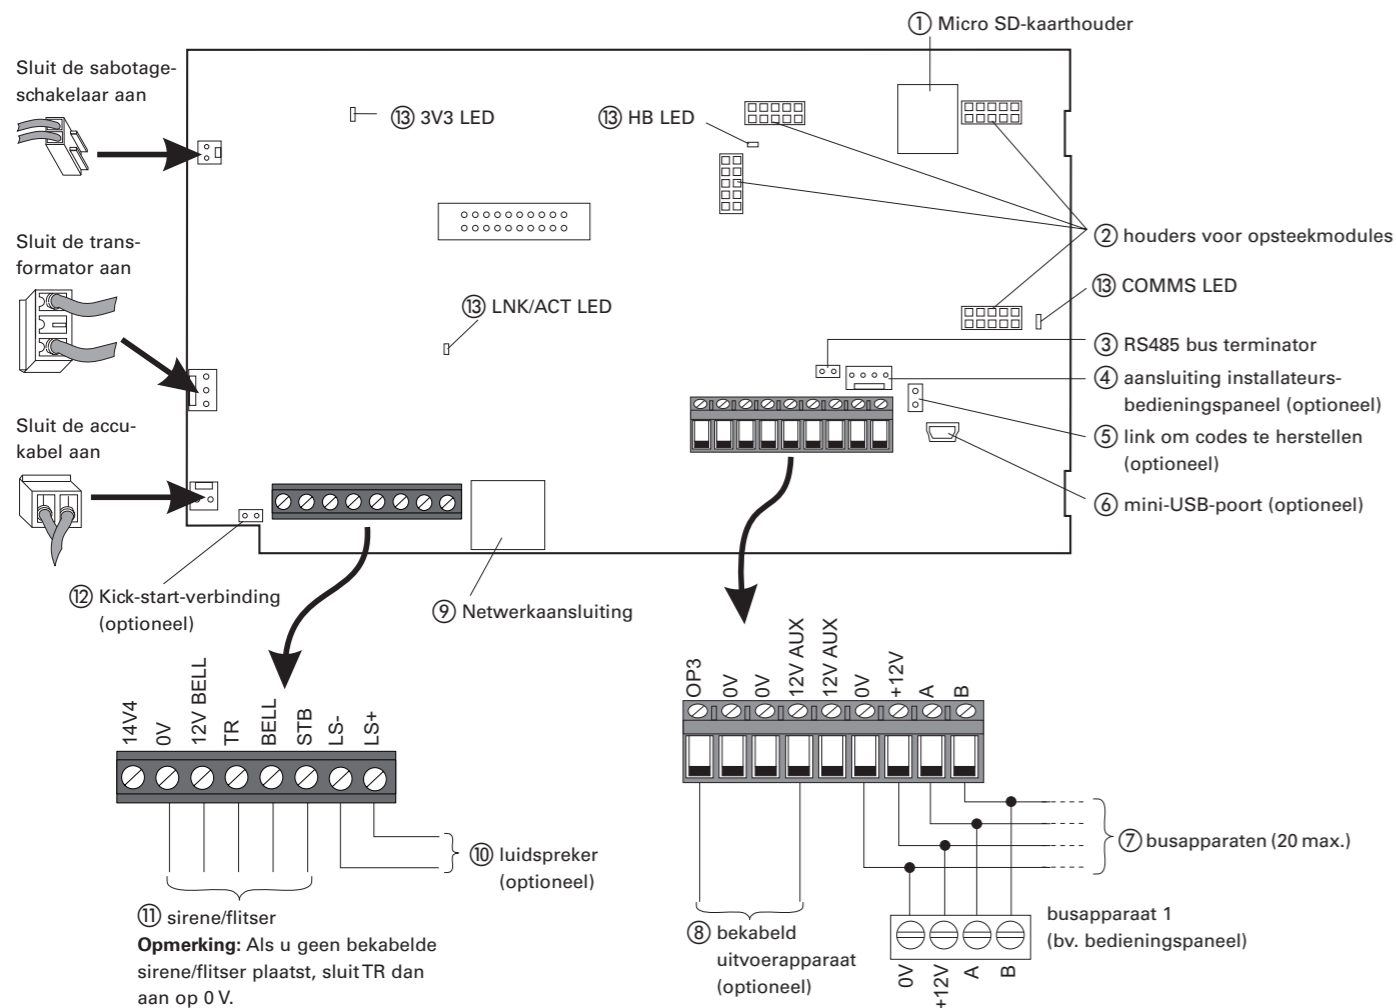 ① Micro SD-kaarthouder
Sluit de sabotage-
schakelaar aan
⑬ 3V3 LED
⑬ HB LED
Sluit de trans-
formator aan
② houders voor opsteekmodules
⑬ COMMS LED
⑬ LNK/ACT LED
③ RS485 bus terminator
④ aansluiting installateurs-
bedieningspaneel (optioneel)
Sluit de accu-
kabel aan
⑤ link om codes te herstellen
(optioneel)
⑥ mini-USB-poort (optioneel)
⑫ Kick-start-verbinding
(optioneel)
⑨ Netwerkaansluiting
14V4
0V
12V BELL
TR
BELL
STB
LS-
LS+
OP3
0V
0V
12V AUX
12V AUX
0V
+12V
A
B
⑦ busapparaten (20 max.)
⑩ luidspreker
(optioneel)
⑪ sirene/flitser
Opmerking: Als u geen bekabelde
sirene/flitser plaatst, sluit TR dan
aan op 0 V.
⑧ bekabeld
uitvoerapparaat
(optioneel)
busapparaat 1
(bv. bedieningspaneel)
0V
+12V
A
B